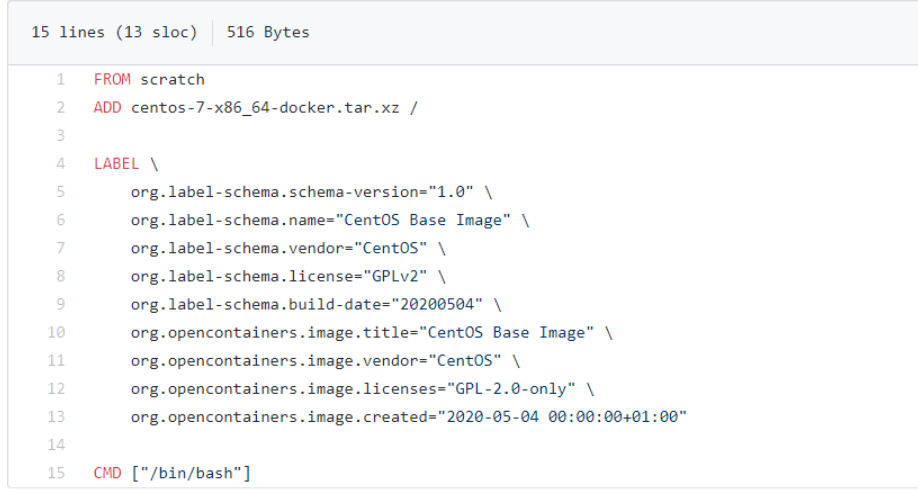 15 lines (13 sloc) 516 Bytes
1 FROM scratch
2 ADD centos-7-x86_64-docker.tar.xz /
3
4 LABEL \
5 org.label-schema.schema-version="1.0" \
6 org.label-schema.name="CentOS Base Image" \
7 org.label-schema.vendor="CentOS" \
8 org.label-schema.license="GPLv2" \
9 org.label-schema.build-date="20200504" \
10 org.opencontainers.image.title="CentOS Base Image" \
11 org.opencontainers.image.vendor="CentOS" \
12 org.opencontainers.image.licenses="GPL-2.0-only" \
13 org.opencontainers.image.created="2020-05-04 00:00:00+01:00"
14
15 CMD ["/bin/bash"]